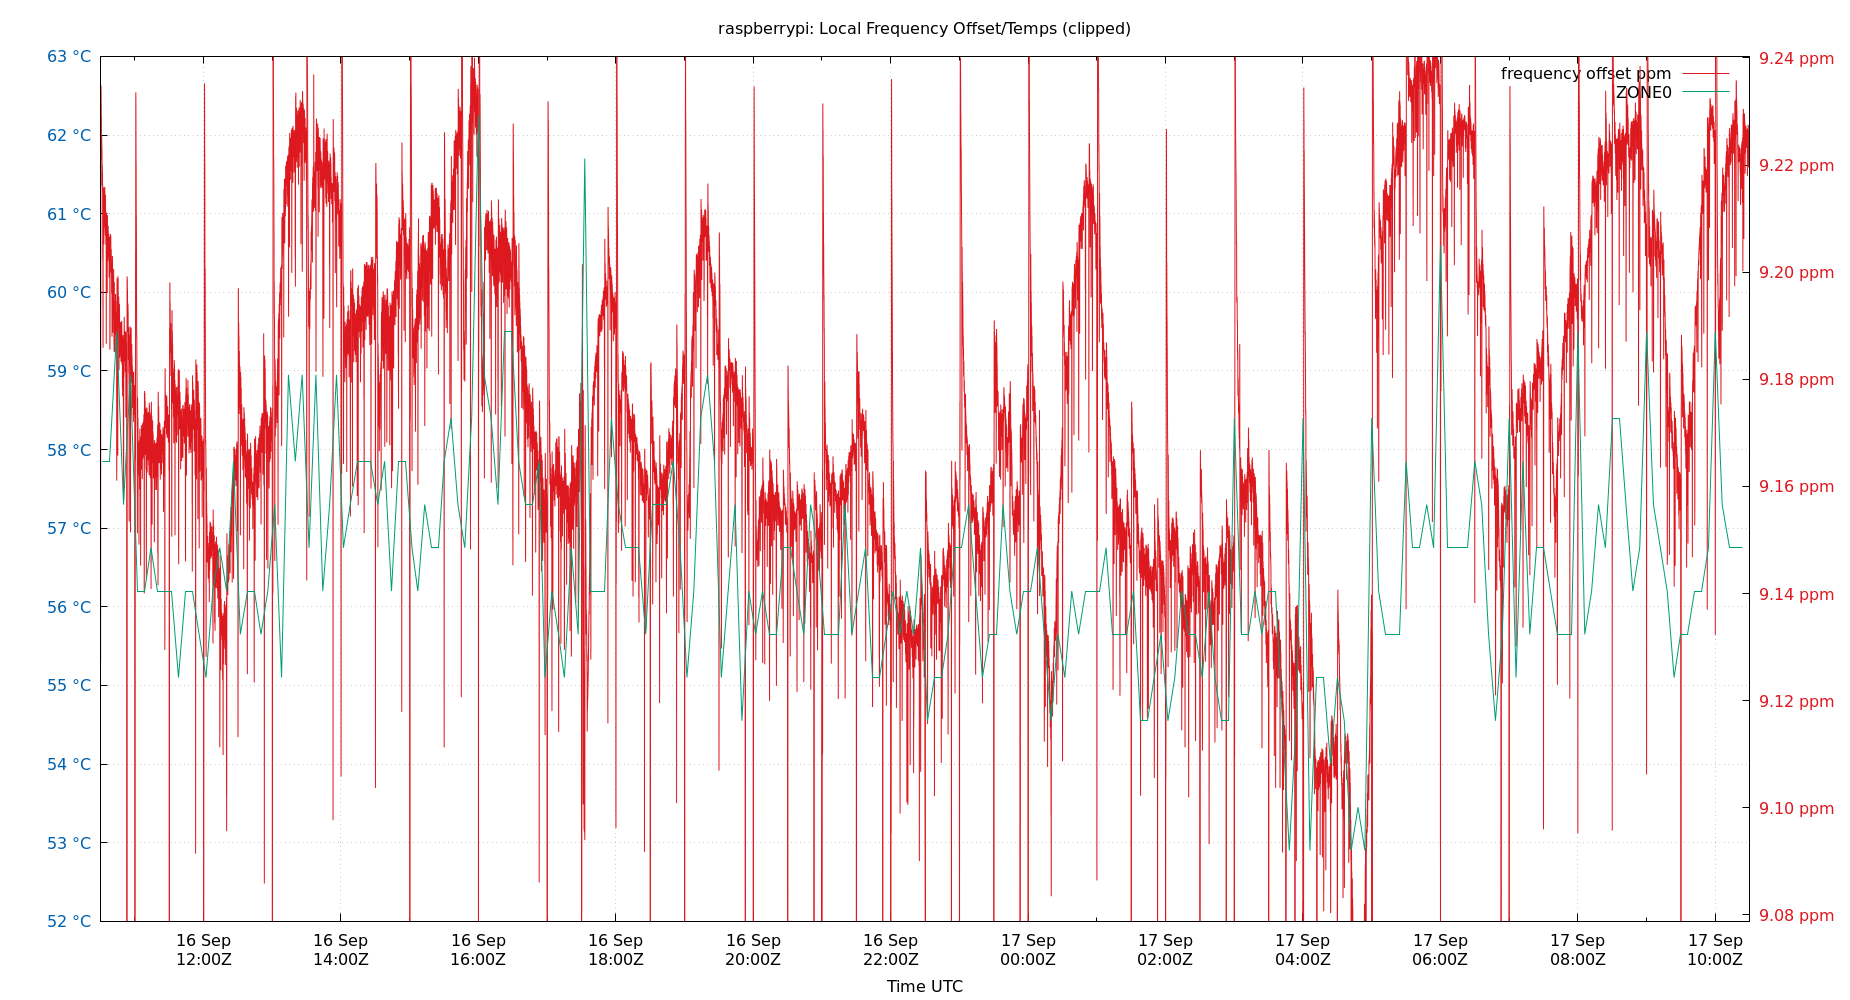 raspberrypi: Local Frequency Offset/Temps (clipped)
63 °C
62 °C
61 °C
60 °C
59 °C
58 °C
57 °C
56 °C
55 °C
54 °C
53 °C
52 °C
9.24 ppm
9.22 ppm
9.20 ppm
9.18 ppm
9.16 ppm
9.14 ppm
9.12 ppm
9.10 ppm
9.08 ppm
frequency offset ppm
ZONE0
16 Sep 16 Sep 16 Sep 16 Sep 16 Sep 16 Sep 17 Sep 17 Sep 17 Sep 17 Sep 17 Sep 17 Sep
12:00Z 14:00Z 16:00Z 18:00Z 20:00Z 22:00Z 00:00Z 02:00Z 04:00Z 06:00Z 08:00Z 10:00Z
Time UTC